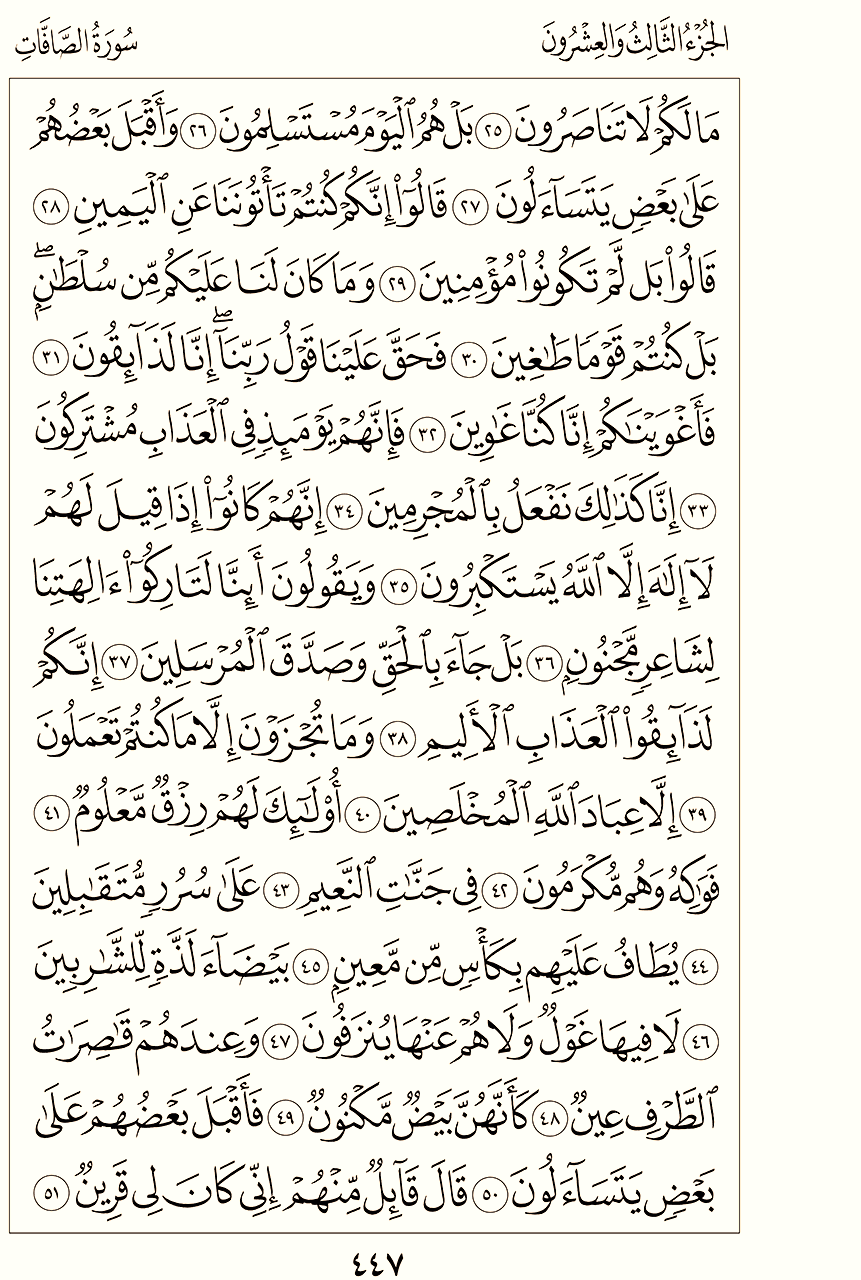 الجُزْءُ الثَّالِثُ وَالعِشْرُونَ
سُورَةُ الصَّافَّاتِ
مَا لَكُمْ لَا تَنَاصَرُونَ ٢٥ بَلْ هُمُ ٱلْيَوْمَ مُسْتَسْلِمُونَ ٢٦ وَأَقْبَلَ بَعْضُهُمْ
عَلَىٰ بَعْضٍ يَتَسَآءَلُونَ ٢٧ قَالُوٓا۟ إِنَّكُمْ كُنتُمْ تَأْتُونَنَا عَنِ ٱلْيَمِينِ ٢٨
قَالُوا۟ بَل لَّمْ تَكُونُوا۟ مُؤْمِنِينَ ٢٩ وَمَا كَانَ لَنَا عَلَيْكُم مِّن سُلْطَـٰنٍۭ ۖ
بَلْ كُنتُمْ قَوْمًا طَـٰغِينَ ٣٠ فَحَقَّ عَلَيْنَا قَوْلُ رَبِّنَآ ۖ إِنَّا لَذَآئِقُونَ ٣١
فَأَغْوَيْنَـٰكُمْ إِنَّا كُنَّا غَـٰوِينَ ٣٢ فَإِنَّهُمْ يَوْمَئِذٍ فِى ٱلْعَذَابِ مُشْتَرِكُونَ
٣٣ إِنَّا كَذَٰلِكَ نَفْعَلُ بِٱلْمُجْرِمِينَ ٣٤ إِنَّهُمْ كَانُوٓا۟ إِذَا قِيلَ لَهُمْ
لَآ إِلَـٰهَ إِلَّا ٱللَّهُ يَسْتَكْبِرُونَ ٣٥ وَيَقُولُونَ أَئِنَّا لَتَارِكُوٓا۟ ءَالِهَتِنَا
لِشَاعِرٍ مَّجْنُونٍۭ ٣٦ بَلْ جَآءَ بِٱلْحَقِّ وَصَدَّقَ ٱلْمُرْسَلِينَ ٣٧ إِنَّكُمْ
لَذَآئِقُوا۟ ٱلْعَذَابِ ٱلْأَلِيمِ ٣٨ وَمَا تُجْزَوْنَ إِلَّا مَا كُنتُمْ تَعْمَلُونَ
٣٩ إِلَّا عِبَادَ ٱللَّهِ ٱلْمُخْلَصِينَ ٤٠ أُو۟لَـٰٓئِكَ لَهُمْ رِزْقٌ مَّعْلُومٌ ٤١
فَوَٰكِهُ وَهُم مُّكْرَمُونَ ٤٢ فِى جَنَّـٰتِ ٱلنَّعِيمِ ٤٣ عَلَىٰ سُرُرٍ مُّتَقَـٰبِلِينَ
٤٤ يُطَافُ عَلَيْهِم بِكَأْسٍ مِّن مَّعِينٍۭ ٤٥ بَيْضَآءَ لَذَّةٍ لِّلشَّـٰرِبِينَ
٤٦ لَا فِيهَا غَوْلٌ وَلَا هُمْ عَنْهَا يُنزَفُونَ ٤٧ وَعِندَهُمْ قَـٰصِرَٰتُ
ٱلطَّرْفِ عِينٌ ٤٨ كَأَنَّهُنَّ بَيْضٌ مَّكْنُونٌ ٤٩ فَأَقْبَلَ بَعْضُهُمْ عَلَىٰ
بَعْضٍ يَتَسَآءَلُونَ ٥٠ قَالَ قَآئِلٌ مِّنْهُمْ إِنِّى كَانَ لِى قَرِينٌ ٥١
٤٤٧